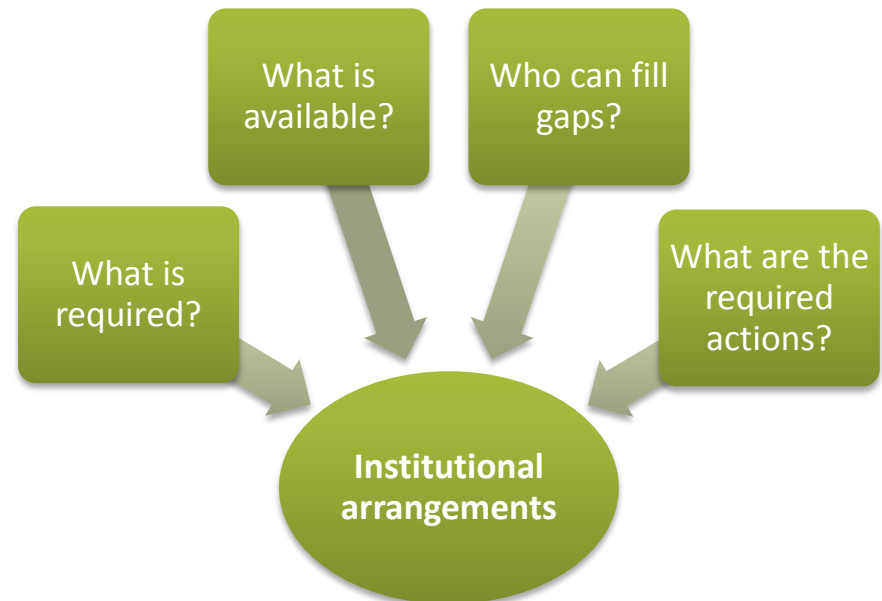 What is
available?
Who can fill
gaps?
What is
required?
What are the
required
actions?
Institutional
arrangements